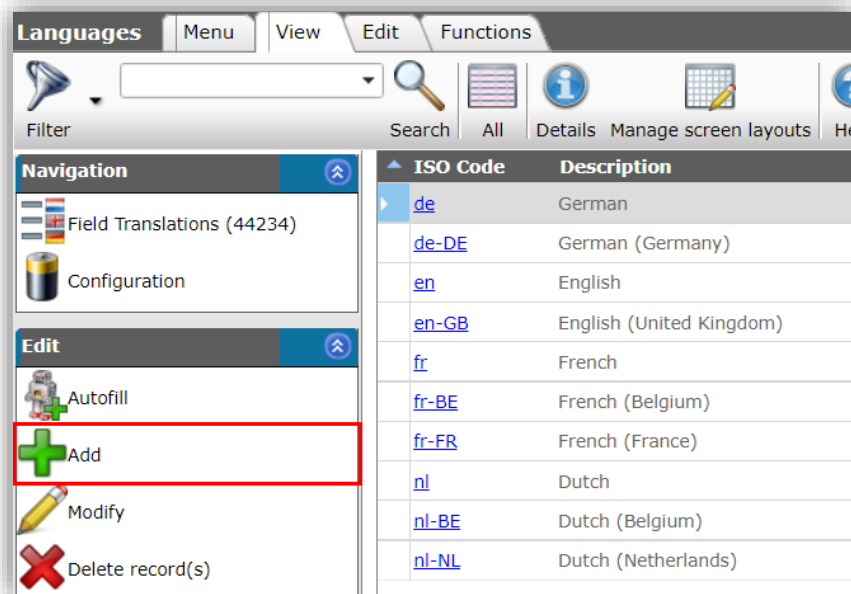 Languages Menu View Edit Functions
Filter Search All Details Manage screen layouts
Navigation
Field Translations (44234)
Configuration
Edit
Autofill
Add
Modify
Delete record(s)
ISO Code Description
de German
de-DE German (Germany)
en English
en-GB English (United Kingdom)
fr French
fr-BE French (Belgium)
fr-FR French (France)
nl Dutch
nl-BE Dutch (Belgium)
nl-NL Dutch (Netherlands)